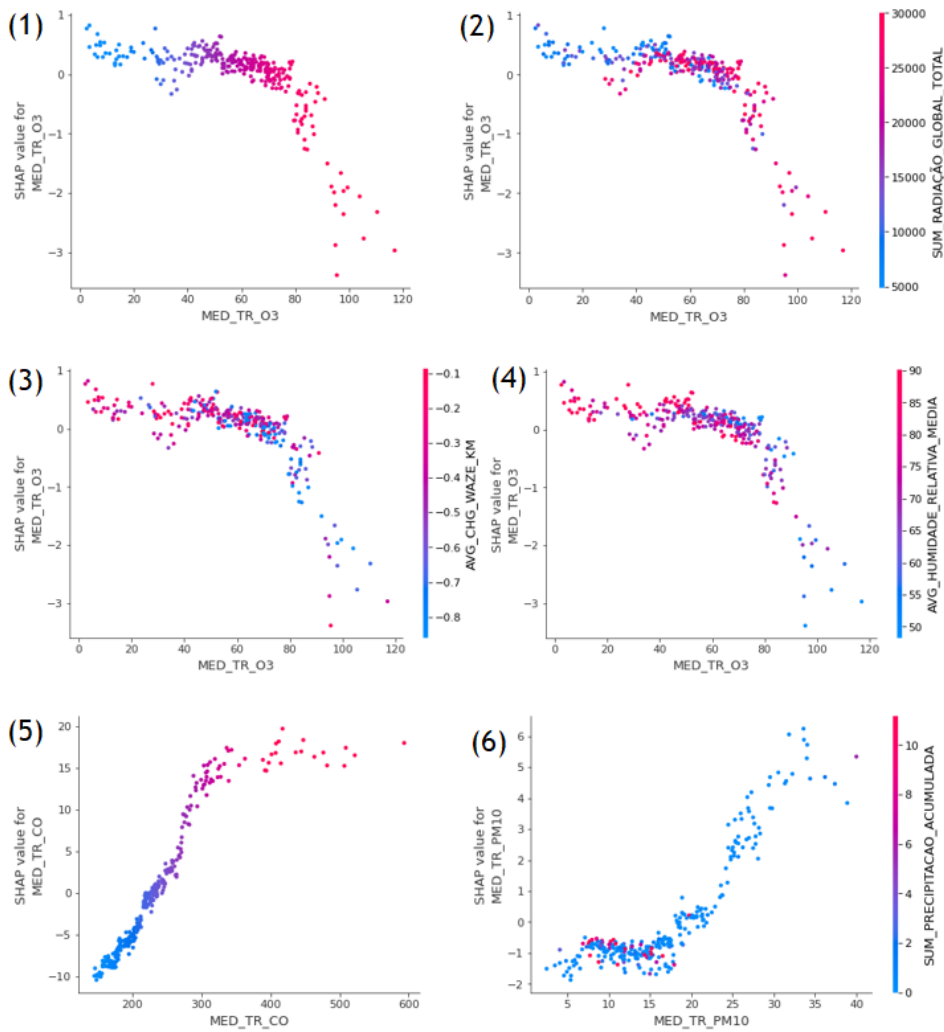 (1)
1
0
−1
−2
−3
SHAP value for
MED_TR_O3
0 20 40 60 80 100 120
MED_TR_O3
(2)
1
0
−1
−2
−3
SHAP value for
MED_TR_O3
0 20 40 60 80 100 120
MED_TR_O3
30000
25000
20000
15000
10000
5000
SUM_RADIAÇÃO_GLOBAL_TOTAL
(3)
1
0
−1
−2
−3
SHAP value for
MED_TR_O3
0 20 40 60 80 100 120
MED_TR_O3
−0.1
−0.2
−0.3
−0.4
−0.5
−0.6
−0.7
−0.8
AVG_CHG_WAZE_KM
(4)
1
0
−1
−2
−3
SHAP value for
MED_TR_O3
0 20 40 60 80 100 120
MED_TR_O3
90
85
80
75
70
65
60
55
50
AVG_HUMIDADE_RELATIVA_MEDIA
(5)
20
15
10
5
0
−5
−10
SHAP value for
MED_TR_CO
200 300 400 500 600
MED_TR_CO
(6)
6
5
4
3
2
1
0
−1
−2
SHAP value for
MED_TR_PM10
5 10 15 20 25 30 35 40
MED_TR_PM10
10
8
6
4
2
0
SUM_PRECIPITACAO_ACUMULADA